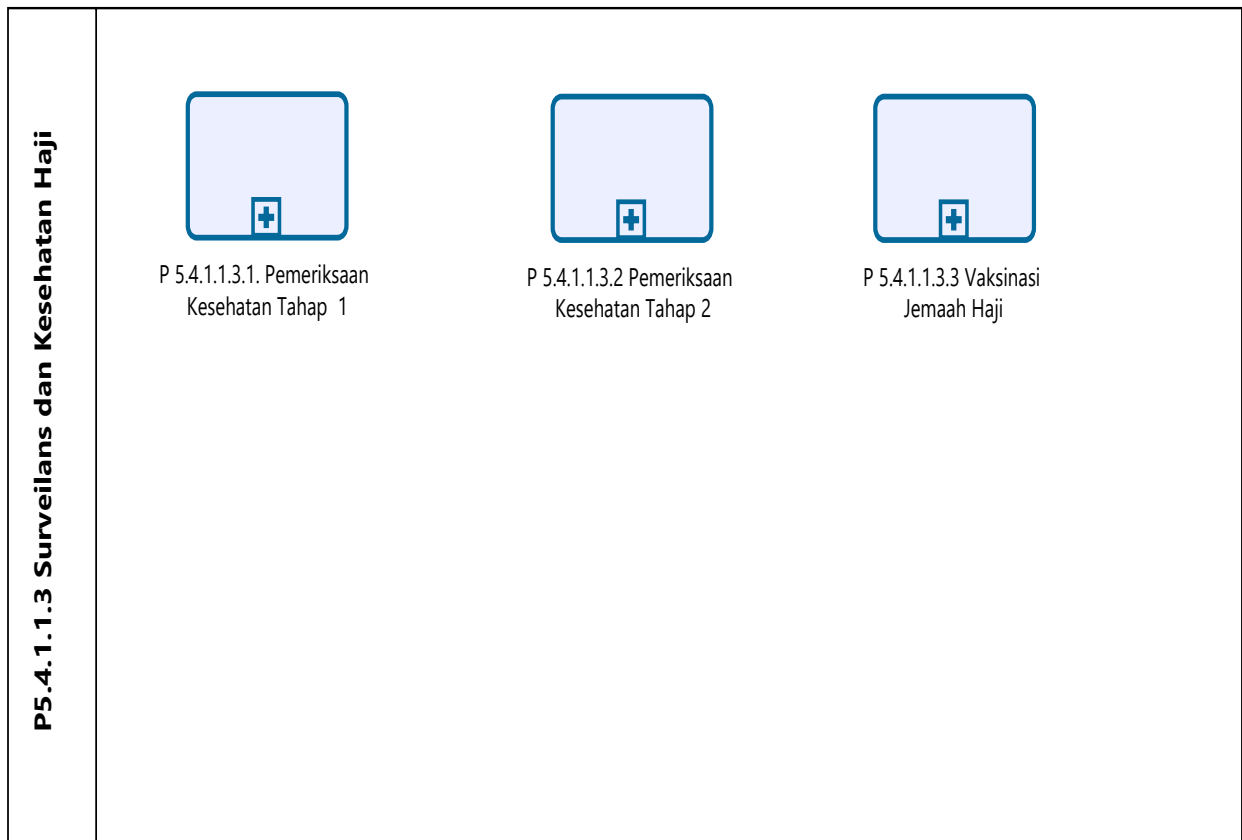 P5.4.1.1.3 Surveilans dan Kesehatan Haji
P 5.4.1.1.3.1. Pemeriksaan
Kesehatan Tahap 1
P 5.4.1.1.3.2 Pemeriksaan
Kesehatan Tahap 2
P 5.4.1.1.3.3 Vaksinasi
Jemaah Haji